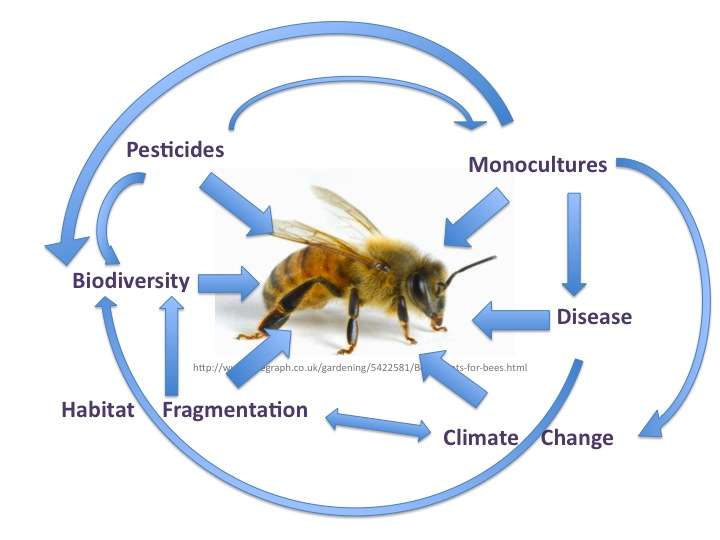 Pesticides
Monocultures
Biodiversity
Disease
Habitat Fragmentation
Climate Change